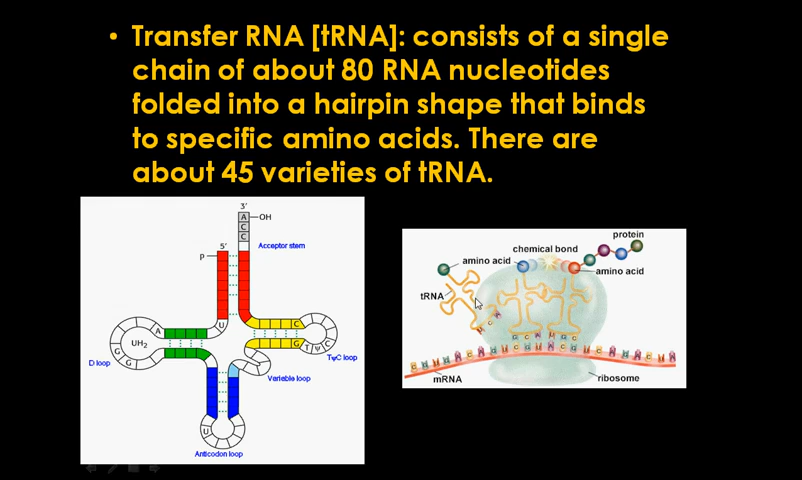 • Transfer RNA [tRNA]: consists of a single
chain of about 80 RNA nucleotides
folded into a hairpin shape that binds
to specific amino acids. There are
about 45 varieties of tRNA.
3'
A
OH
C
C
5'
Acceptor stem
P
U
A
UH2
G
G
D loop
C
G
T Ψ C
TψC loop
Verieble loop
U
Anticodon loop
protein
chemical bond
amino acid
amino acid
tRNA
mRNA
ribosome